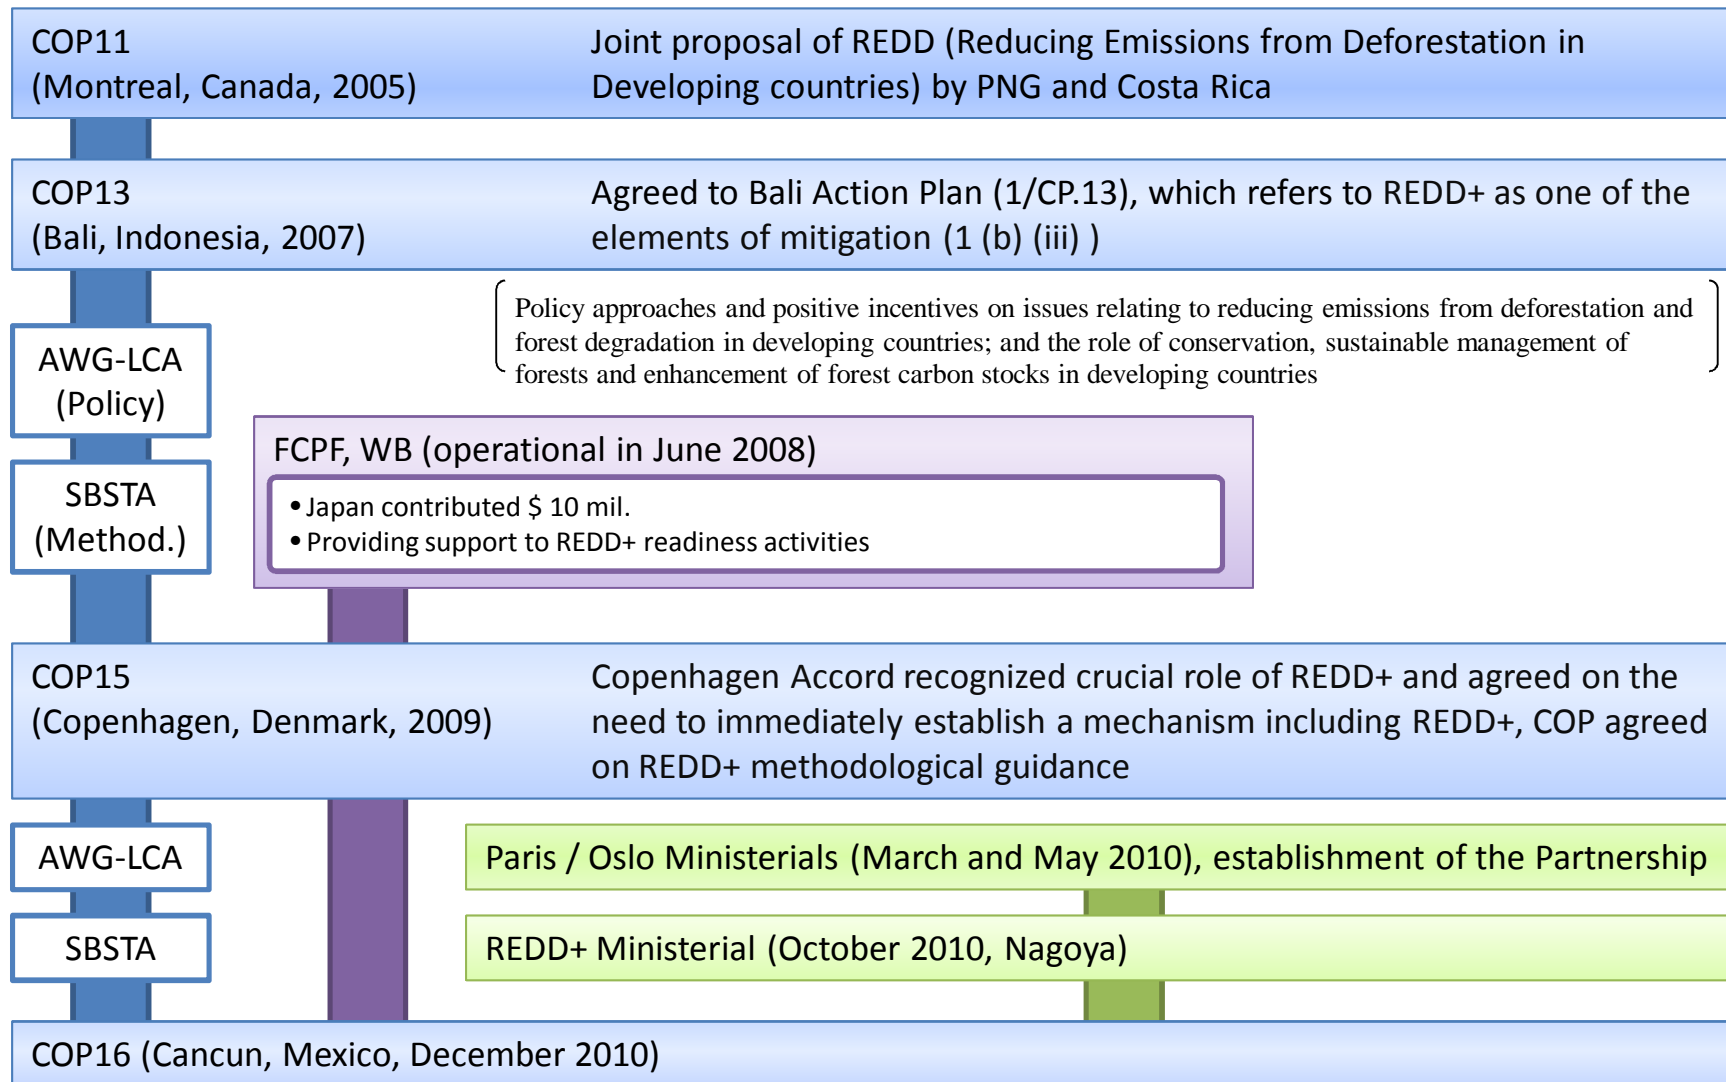 COP11
(Montreal, Canada, 2005)
Joint proposal of REDD (Reducing Emissions from Deforestation in
Developing countries) by PNG and Costa Rica
COP13
(Bali, Indonesia, 2007)
Agreed to Bali Action Plan (1/CP.13), which refers to REDD+ as one of the
elements of mitigation (1 (b) (iii) )
Policy approaches and positive incentives on issues relating to reducing emissions from deforestation and
forest degradation in developing countries; and the role of conservation, sustainable management of
forests and enhancement of forest carbon stocks in developing countries
AWG-LCA
(Policy)
SBSTA
(Method.)
FCPF, WB (operational in June 2008)
• Japan contributed $ 10 mil.
• Providing support to REDD+ readiness activities
COP15
(Copenhagen, Denmark, 2009)
Copenhagen Accord recognized crucial role of REDD+ and agreed on the
need to immediately establish a mechanism including REDD+, COP agreed
on REDD+ methodological guidance
AWG-LCA
Paris / Oslo Ministerials (March and May 2010), establishment of the Partnership
SBSTA
REDD+ Ministerial (October 2010, Nagoya)
COP16 (Cancun, Mexico, December 2010)